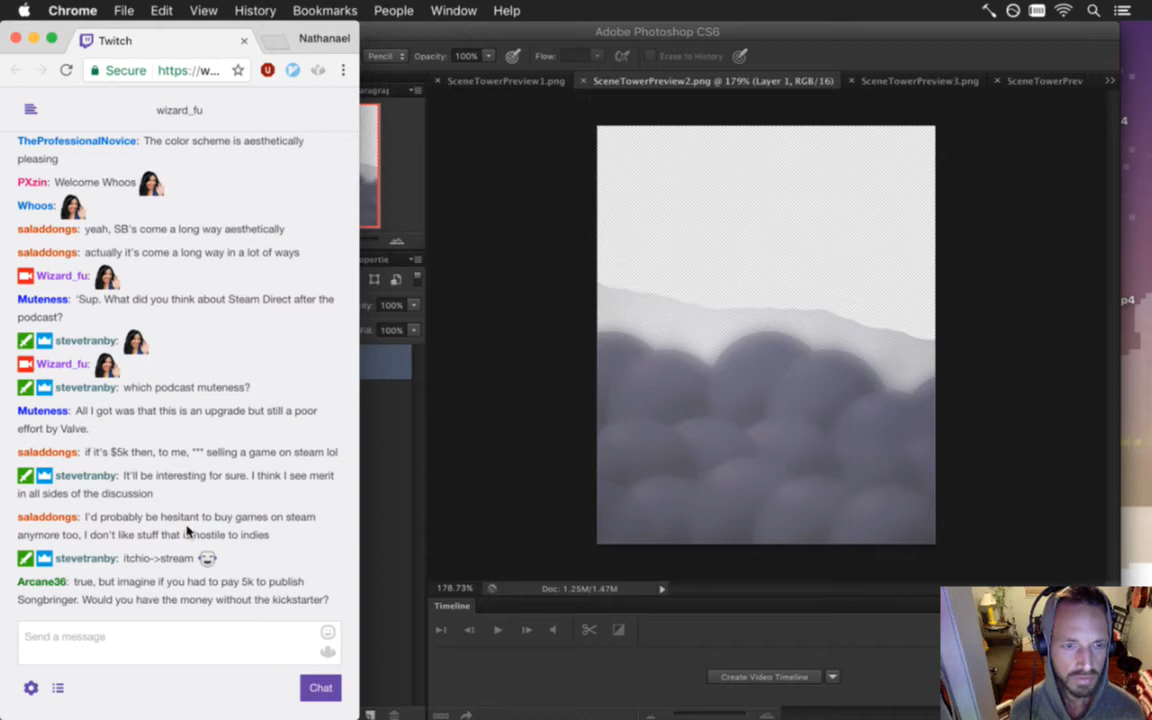 Chrome File Edit View History Bookmarks People Window Help
Twitch
Nathanael
Secure https://w...
wizard_fu
TheProfessionalNovice: The color scheme is aesthetically
pleasing
PXzin: Welcome Whoos
Whoos:
saladdongs: yeah, SB's come a long way aesthetically
saladdongs: actually it's come a long way in a lot of ways
Wizard_fu:
Muteness: 'Sup. What did you think about Steam Direct after the
podcast?
stevetranby:
Wizard_fu:
stevetranby: which podcast muteness?
Muteness: All I got was that this is an upgrade but still a poor
effort by Valve.
saladdongs: if it's $5k then, to me, *** selling a game on steam lol
stevetranby: It'll be interesting for sure. I think I see merit
in all sides of the discussion
saladdongs: I'd probably be hesitant to buy games on steam
anymore too, I don't like stuff that is hostile to indies
stevetranby: itchio->stream
Arcane36: true, but imagine if you had to pay 5k to publish
Songbringer. Would you have the money without the kickstarter?
Send a message
Chat
Adobe Photoshop CS6
Pencil Opacity: 100% Flow: Erase to History
SceneTowerPreview1.png SceneTowerPreview2.png @ 179% (Layer 1, RGB/16) SceneTowerPreview3.png SceneTowerPrev
Paragraph
100%
Fill: 100%
178.73% Doc: 1.25M/1.47M
Timeline
Create Video Timeline
4
p4